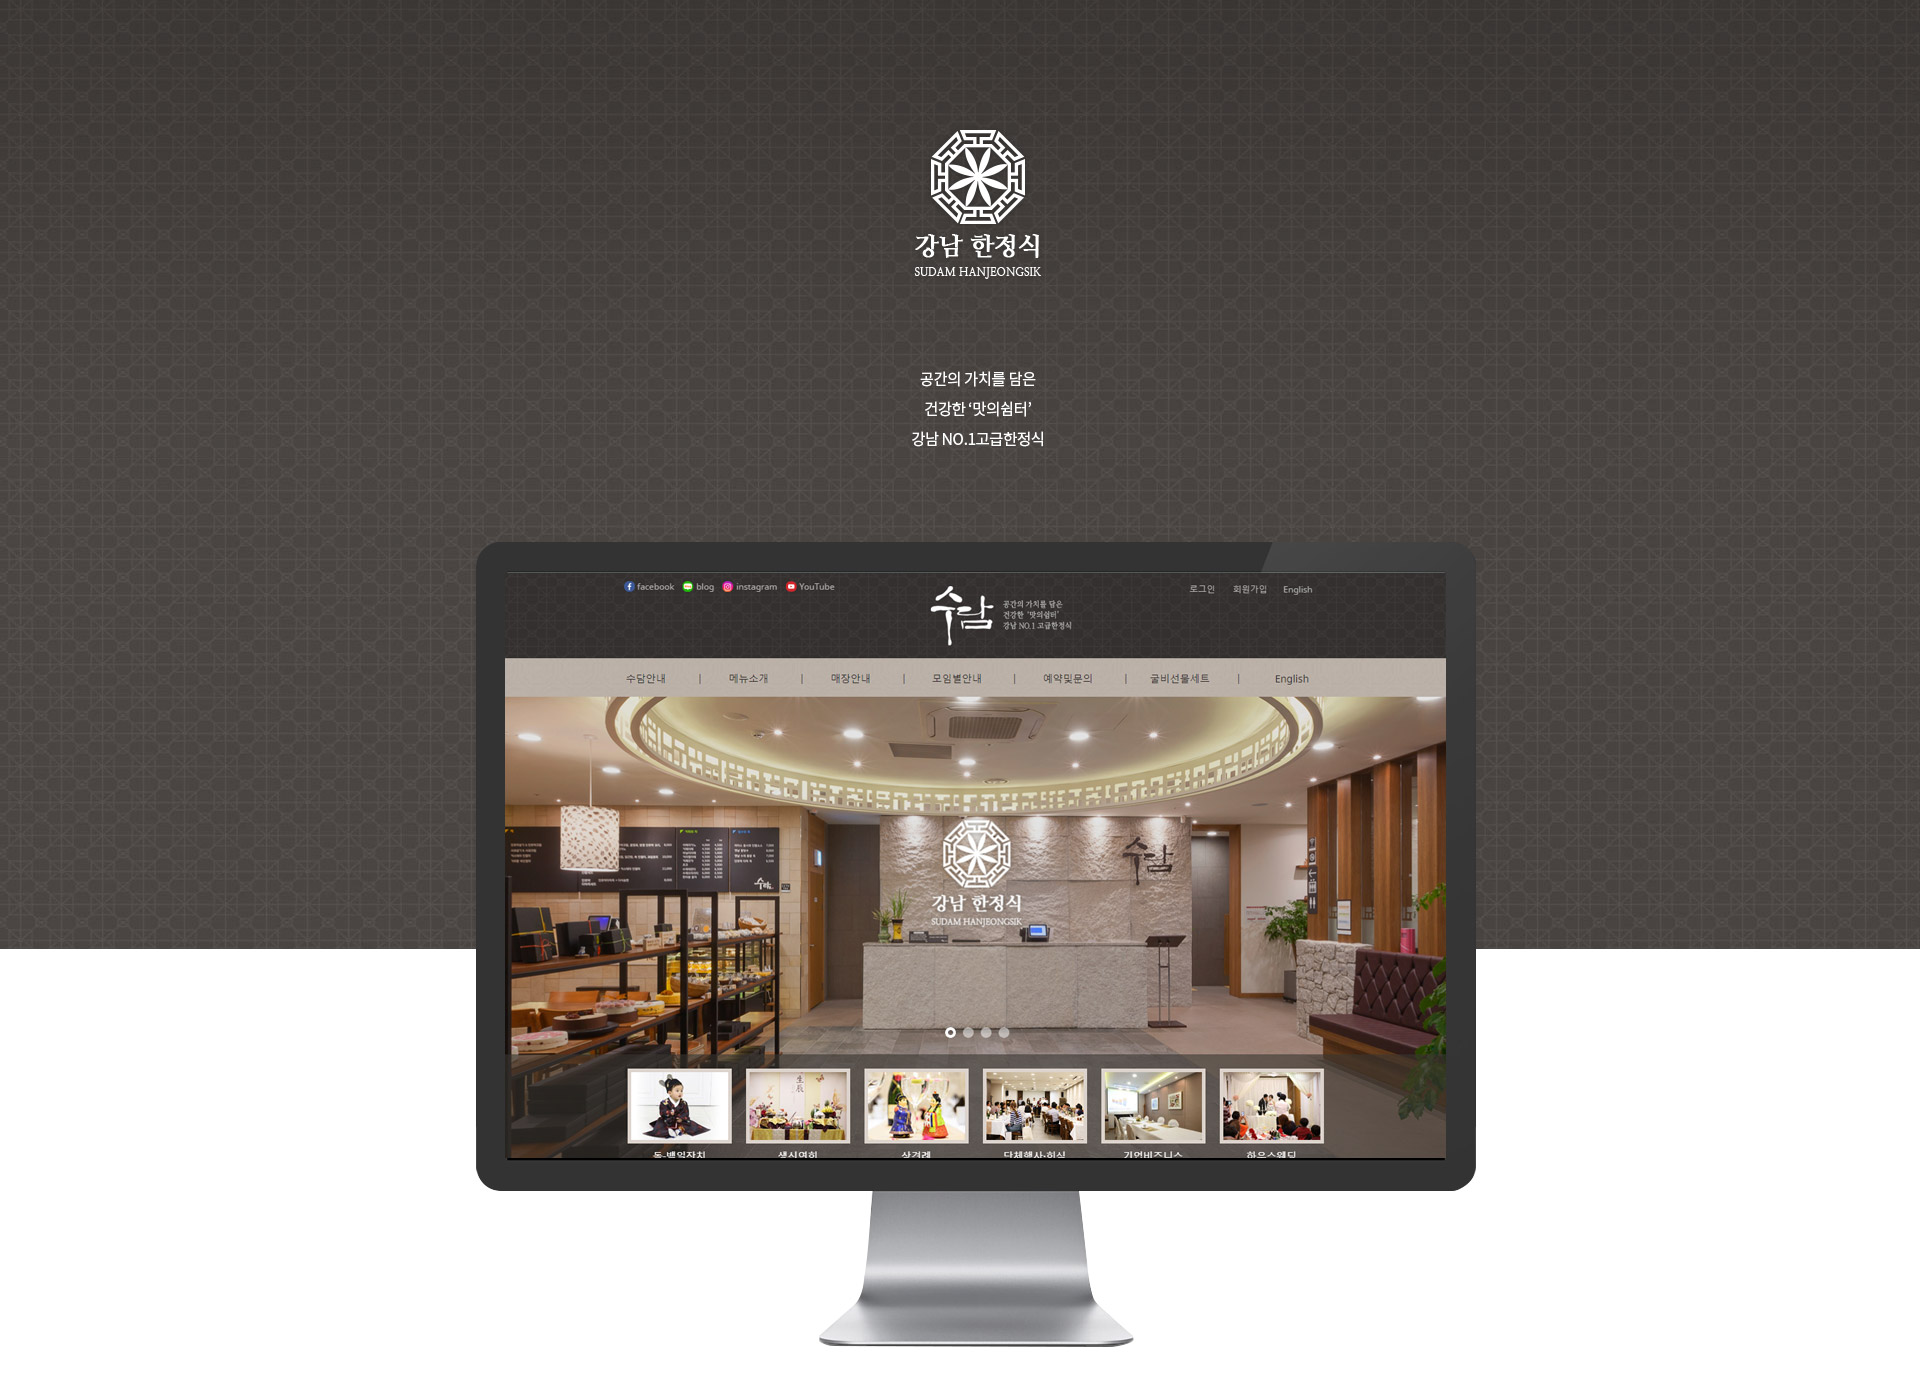 강남 한정식
SUDAM HANJEONGSIK
공간의 가치를 담은
건강한 ‘맛의쉼터’
강남 NO.1고급한정식
facebook blog instagram YouTube
로그인 회원가입 English
수담
공간의 가치를 담은
건강한 ‘맛의쉼터’
강남 NO.1 고급한정식
수담안내 | 메뉴소개 | 매장안내 | 모임별안내 | 예약및문의 | 굴비선물세트 | English
수담
강남 한정식
SUDAM HANJEONGSIK
수담
돌·백일잔치 생신연회 상견례 단체행사·회식 기업비즈니스 하우스웨딩